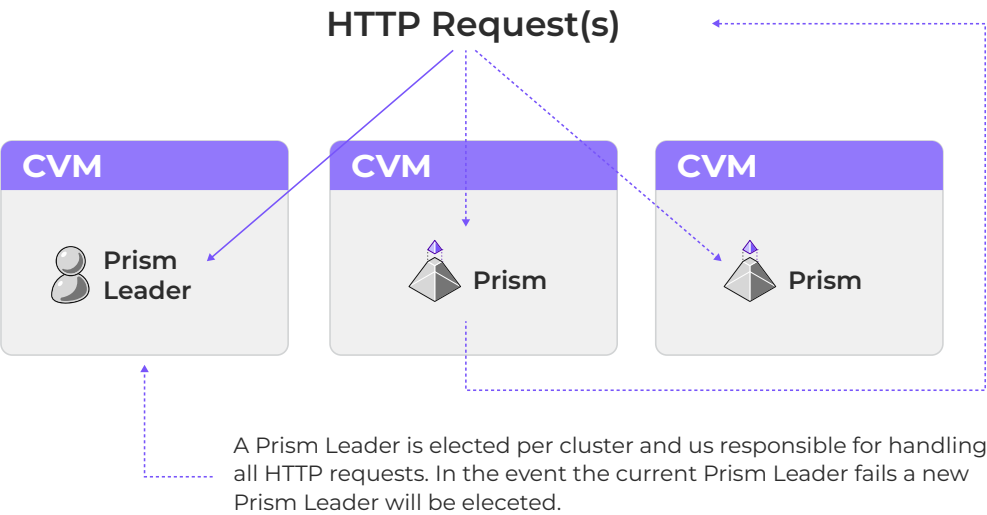 HTTP Request(s)
CVM
CVM
CVM
Prism
Leader
Prism
Prism
A Prism Leader is elected per cluster and us responsible for handling
all HTTP requests. In the event the current Prism Leader fails a new
Prism Leader will be eleceted.